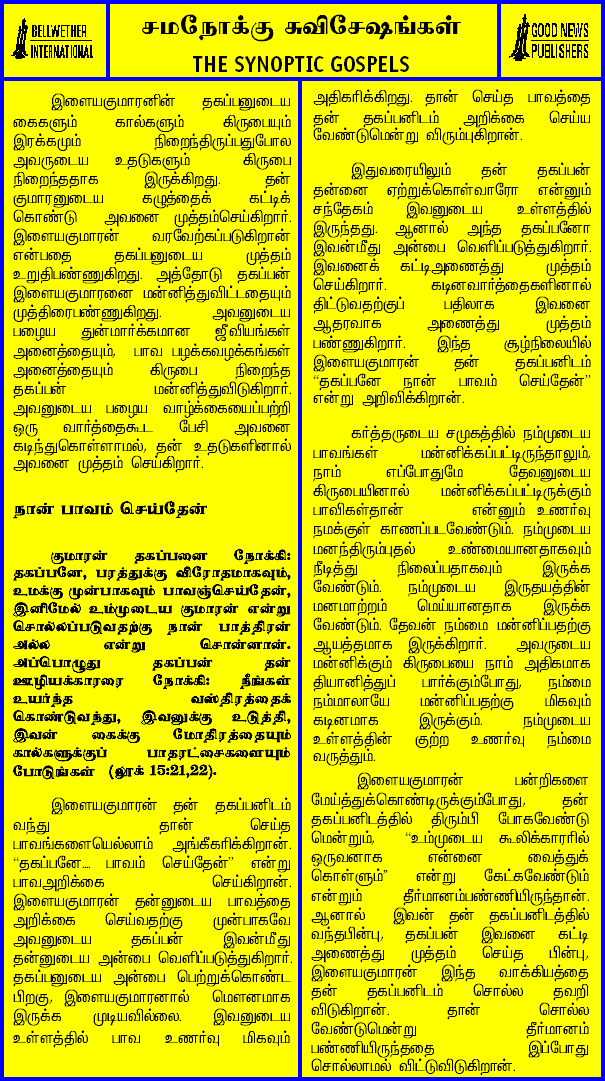 BELLWETHER
INTERNATIONAL
சமநோக்கு சுவிசேஷங்கள்
THE SYNOPTIC GOSPELS
GOOD NEWS
PUBLISHERS
இளையகுமாரனின் தகப்பனுடைய
கைகளும் கால்களும் கிருபையும்
இரக்கமும் நிறைந்திருப்பதுபோல
அவருடைய உதடுகளும் கிருபை
நிறைந்ததாக இருக்கிறது. தன்
குமாரனுடைய கழுத்தைக் கட்டிக்
கொண்டு அவனை முத்தம்செய்கிறார்.
இளையகுமாரன் வரவேற்கப்படுகிறான்
என்பதை தகப்பனுடைய முத்தம்
உறுதிபண்ணுகிறது. அத்தோடு தகப்பன்
இளையகுமாரனை மன்னித்துவிட்டதையும்
முத்திரைபண்ணுகிறது. அவனுடைய
பழைய துன்மார்க்கமான ஜீவியங்கள்
அனைத்தையும், பாவ பழக்கவழக்கங்கள்
அனைத்தையும் கிருபை நிறைந்த
தகப்பன் மன்னித்துவிடுகிறார்.
அவனுடைய பழைய வாழ்க்கையைப்பற்றி
ஒரு வார்த்தைகூட பேசி அவனை
கடிந்துகொள்ளாமல், தன் உதடுகளினால்
அவனை முத்தம் செய்கிறார்.
நான் பாவம் செய்தேன்
குமாரன் தகப்பனை நோக்கி:
தகப்பனே, பரத்துக்கு விரோதமாகவும்,
உமக்கு முன்பாகவும் பாவஞ்செய்தேன்,
இனிமேல் உம்முடைய குமாரன் என்று
சொல்லப்படுவதற்கு நான் பாத்திரன்
அல்ல என்று சொன்னான்.
அப்பொழுது தகப்பன் தன்
ஊழியக்காரரை நோக்கி: நீங்கள்
உயர்ந்த வஸ்திரத்தைக்
கொண்டுவந்து, இவனுக்கு உடுத்தி,
இவன் கைக்கு மோதிரத்தையும்
கால்களுக்குப் பாதரட்சைகளையும்
போடுங்கள் (லூக் 15:21,22).
இளையகுமாரன் தன் தகப்பனிடம்
வந்து தான் செய்த
பாவங்களையெல்லாம் அங்கீகரிக்கிறான்.
“தகப்பனே... பாவம் செய்தேன்” என்று
பாவஅறிக்கை செய்கிறான்.
இளையகுமாரன் தன்னுடைய பாவத்தை
அறிக்கை செய்வதற்கு முன்பாகவே
அவனுடைய தகப்பன் இவன்மீது
தன்னுடைய அன்பை வெளிப்படுத்துகிறார்.
தகப்பனுடைய அன்பை பெற்றுக்கொண்ட
பிறகு, இளையகுமாரனால் மௌனமாக
இருக்க முடியவில்லை. இவனுடைய
உள்ளத்தில் பாவ உணர்வு மிகவும்
அதிகரிக்கிறது. தான் செய்த பாவத்தை
தன் தகப்பனிடம் அறிக்கை செய்ய
வேண்டுமென்று விரும்புகிறான்.
இதுவரையிலும் தன் தகப்பன்
தன்னை ஏற்றுக்கொள்வாரோ என்னும்
சந்தேகம் இவனுடைய உள்ளத்தில்
இருந்தது. ஆனால் அந்த தகப்பனோ
இவன்மீது அன்பை வெளிப்படுத்துகிறார்.
இவனைக் கட்டிஅணைத்து முத்தம்
செய்கிறார். கடினவார்த்தைகளினால்
திட்டுவதற்குப் பதிலாக இவனை
ஆதரவாக அணைத்து முத்தம்
பண்ணுகிறார். இந்த சூழ்நிலையில்
இளையகுமாரன் தன் தகப்பனிடம்
“தகப்பனே நான் பாவம் செய்தேன்”
என்று அறிவிக்கிறான்.
கர்த்தருடைய சமுகத்தில் நம்முடைய
பாவங்கள் மன்னிக்கப்பட்டிருந்தாலும்,
நாம் எப்போதுமே தேவனுடைய
கிருபையினால் மன்னிக்கப்பட்டிருக்கும்
பாவிகள்தான் என்னும் உணர்வு
நமக்குள் காணப்படவேண்டும். நம்முடைய
மனந்திரும்புதல் உண்மையானதாகவும்
நீடித்து நிலைப்பதாகவும் இருக்க
வேண்டும். நம்முடைய இருதயத்தின்
மனமாற்றம் மெய்யானதாக இருக்க
வேண்டும். தேவன் நம்மை மன்னிப்பதற்கு
ஆயத்தமாக இருக்கிறார். அவருடைய
மன்னிக்கும் கிருபையை நாம் அதிகமாக
தியானித்துப் பார்க்கும்போது, நம்மை
நம்மாலாயே மன்னிப்பதற்கு மிகவும்
கடினமாக இருக்கும். நம்முடைய
உள்ளத்தின் குற்ற உணர்வு நம்மை
வருத்தும்.
இளையகுமாரன் பன்றிகளை
மேய்த்துக்கொண்டிருக்கும்போது, தன்
தகப்பனிடத்தில் திரும்பி போகவேண்டு
மென்றும், “உம்முடைய கூலிக்காரரில்
ஒருவனாக என்னை வைத்துக்
கொள்ளும்” என்று கேட்கவேண்டும்
என்றும் தீர்மானம்பண்ணியிருந்தான்.
ஆனால் இவன் தன் தகப்பனிடத்தில்
வந்தபின்பு, தகப்பன் இவனை கட்டி
அணைத்து முத்தம் செய்த பின்பு,
இளையகுமாரன் இந்த வாக்கியத்தை
தன் தகப்பனிடம் சொல்ல தவறி
விடுகிறான். தான் சொல்ல
வேண்டுமென்று தீர்மானம்
பண்ணியிருந்ததை இப்போது
சொல்லாமல் விட்டுவிடுகிறான்.